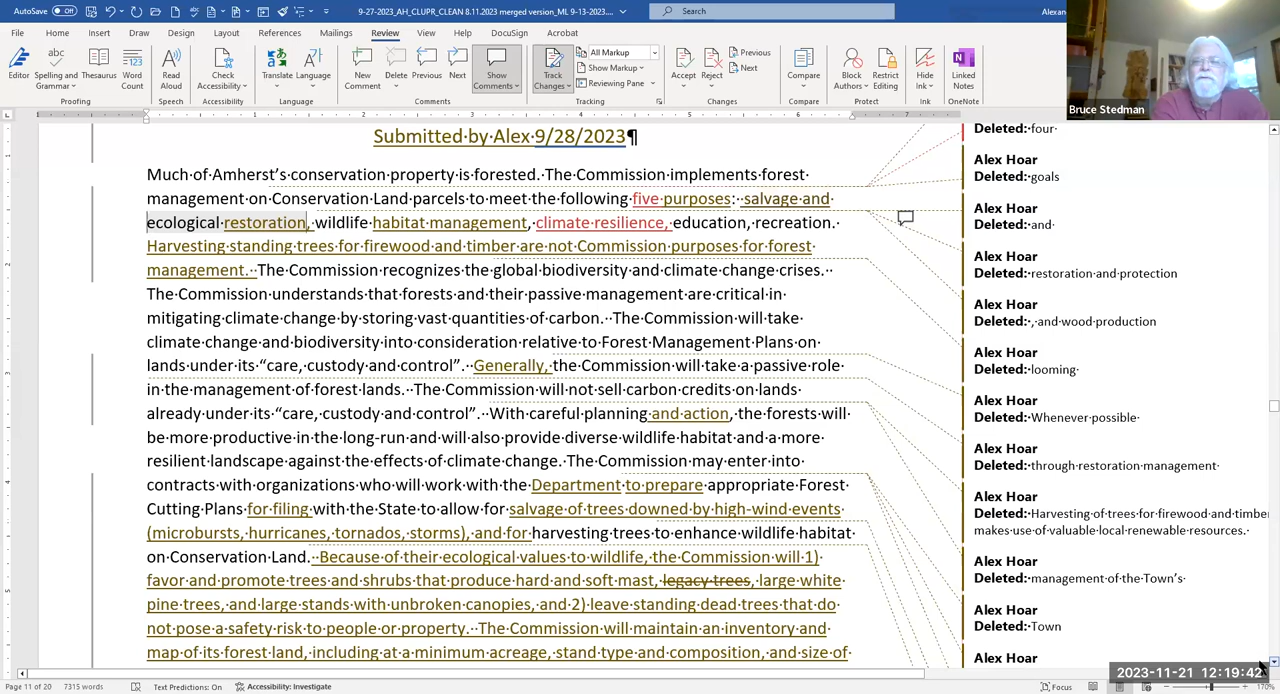 AutoSave Off 9-27-2023_AH_CLUPR_CLEAN 8.11.2023 merged version_ML 9-13-2023.... Search Alexan
File Home Insert Draw Design Layout References Mailings Review View Help DocuSign Acrobat
Editor Spelling and Grammar Thesaurus Word Count Read Aloud Check Accessibility Translate Language New Comment Delete Previous Next Show Comments Track Changes All Markup Show Markup Reviewing Pane Accept Reject Previous Next Compare Block Authors Restrict Editing Hide Ink Linked Notes
Proofing Speech Accessibility Language Comments Tracking Changes Compare Protect Ink OneNote
Bruce Stedman
Submitted by Alex 9/28/2023¶
Much of Amherst's conservation property is forested. The Commission implements forest
management on Conservation Land parcels to meet the following five purposes: salvage and
ecological restoration, wildlife habitat management, climate resilience, education, recreation.
Harvesting standing trees for firewood and timber are not Commission purposes for forest
management. The Commission recognizes the global biodiversity and climate change crises.
The Commission understands that forests and their passive management are critical in
mitigating climate change by storing vast quantities of carbon. The Commission will take
climate change and biodiversity into consideration relative to Forest Management Plans on
lands under its “care, custody and control”. Generally, the Commission will take a passive role
in the management of forest lands. The Commission will not sell carbon credits on lands
already under its “care, custody and control”. With careful planning and action, the forests will
be more productive in the long-run and will also provide diverse wildlife habitat and a more
resilient landscape against the effects of climate change. The Commission may enter into
contracts with organizations who will work with the Department to prepare appropriate Forest
Cutting Plans for filing with the State to allow for salvage of trees downed by high-wind events
(microbursts, hurricanes, tornados, storms), and for harvesting trees to enhance wildlife habitat
on Conservation Land. Because of their ecological values to wildlife, the Commission will 1)
favor and promote trees and shrubs that produce hard and soft mast, legacy trees, large white
pine trees, and large stands with unbroken canopies, and 2) leave standing dead trees that do
not pose a safety risk to people or property. The Commission will maintain an inventory and
map of its forest land, including at a minimum acreage, stand type and composition, and size of
Deleted: four
Alex Hoar
Deleted: goals
Alex Hoar
Deleted: and
Alex Hoar
Deleted: restoration and protection
Alex Hoar
Deleted: , and wood production
Alex Hoar
Deleted: looming
Alex Hoar
Deleted: Whenever possible
Alex Hoar
Deleted: through restoration management
Alex Hoar
Deleted: Harvesting of trees for firewood and timber
makes use of valuable local renewable resources.
Alex Hoar
Deleted: management of the Town's
Alex Hoar
Deleted: Town
Alex Hoar
2023-11-21 12:19:42
Page 11 of 20 7315 words Text Predictions: On Accessibility: Investigate Focus 170%